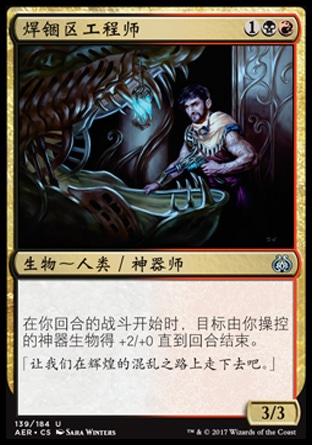 焊锢区工程师 1
生物～人类／神器师
在你回合的战斗开始时，目标由你操控
的神器生物得 +2/+0 直到回合结束。
「让我们在辉煌的混乱之路上走下去吧。」
3/3
139/184 U
AER • CS Sara Winters
™ & © 2017 Wizards of the Coast